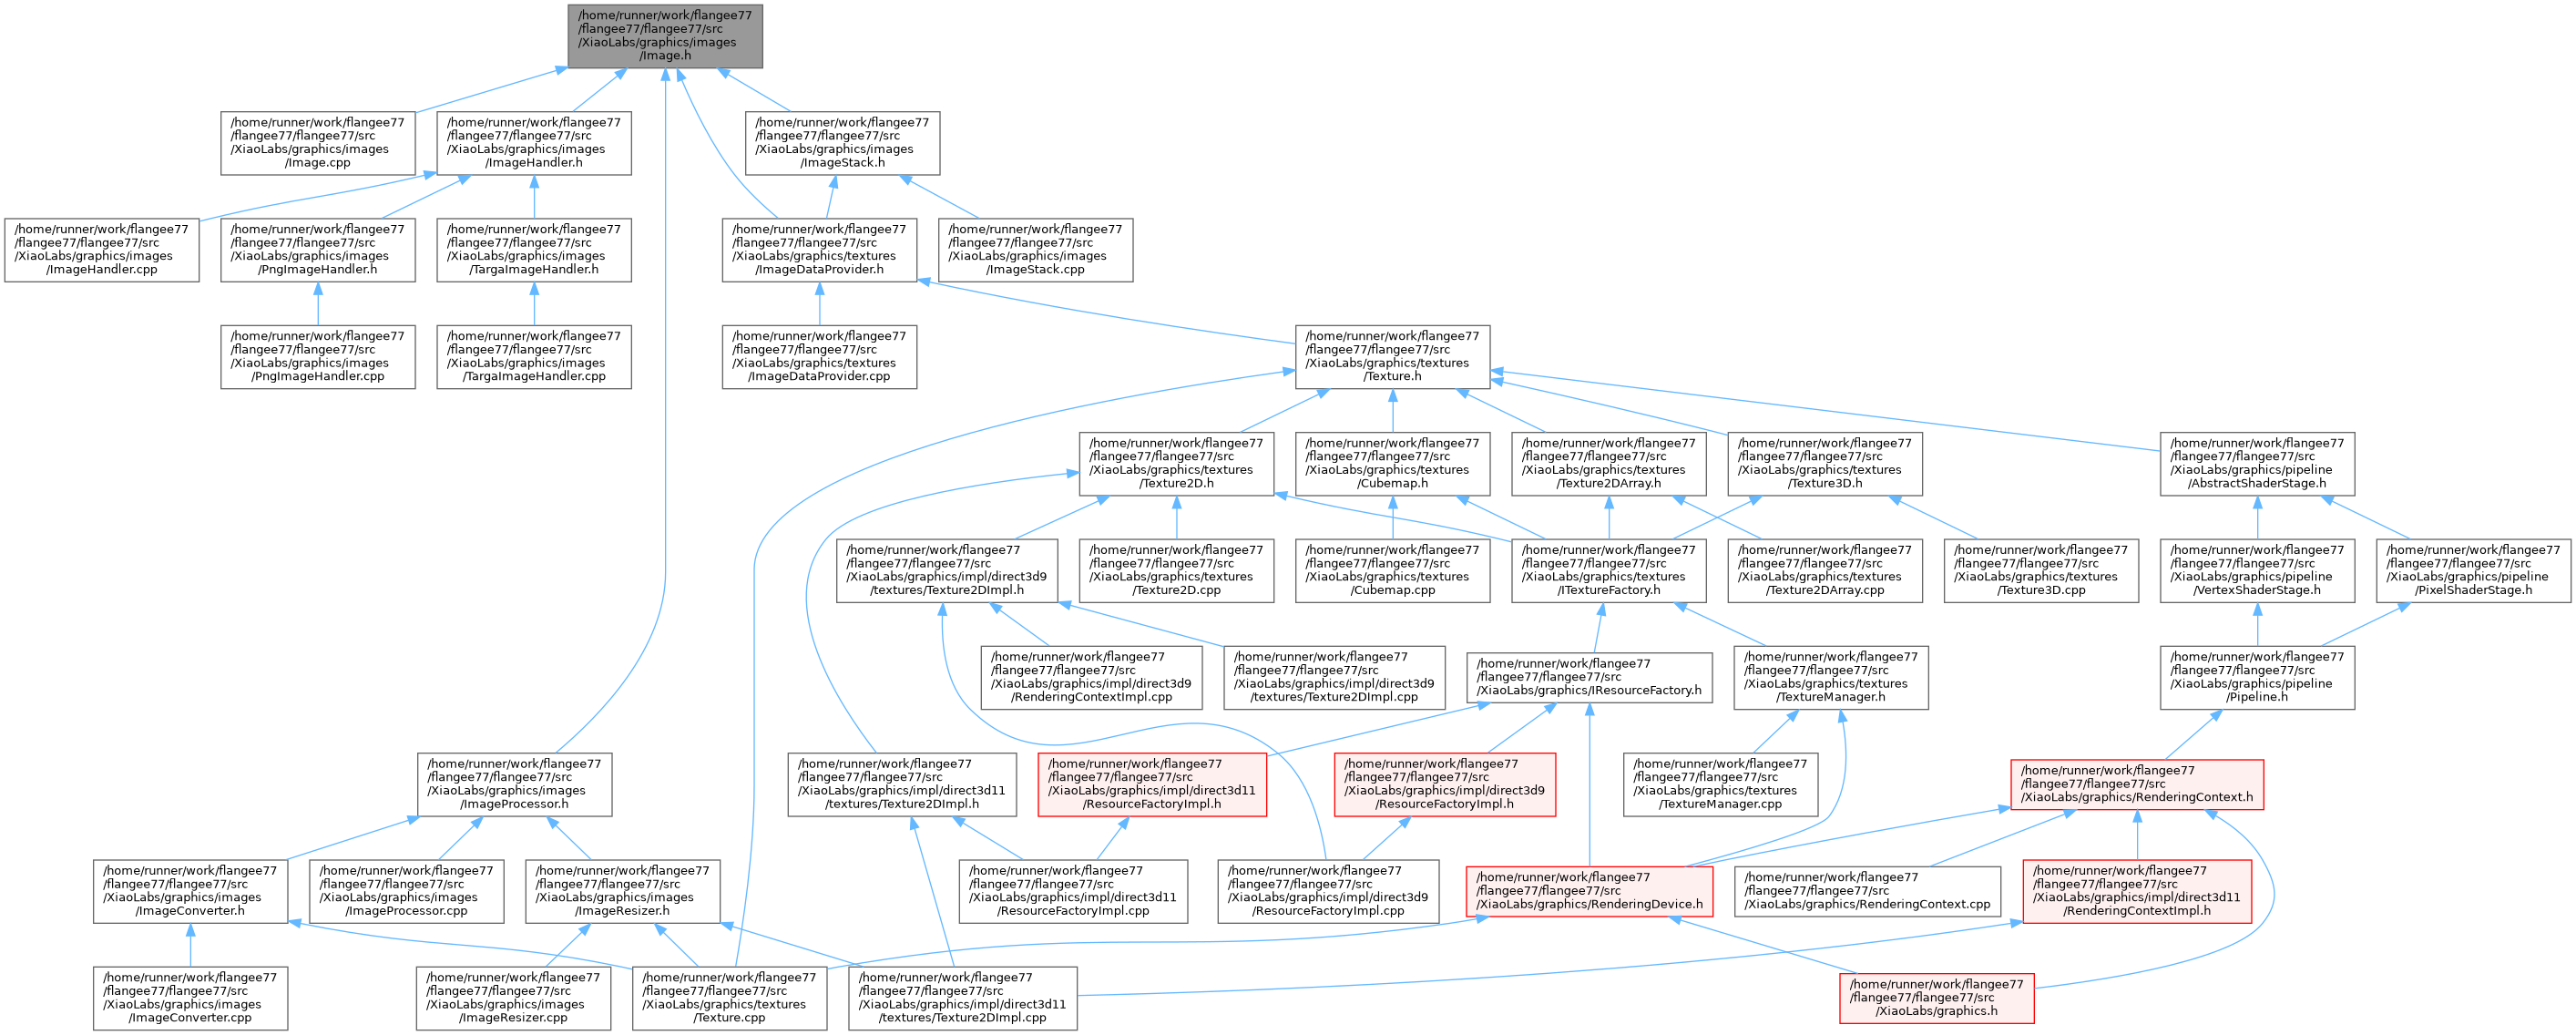 /home/runner/work/flangee77
/flangee77/flangee77/src
/XiaoLabs/graphics/images
/Image.h
/home/runner/work/flangee77
/flangee77/flangee77/src
/XiaoLabs/graphics/images
/Image.cpp
/home/runner/work/flangee77
/flangee77/flangee77/src
/XiaoLabs/graphics/images
/ImageHandler.h
/home/runner/work/flangee77
/flangee77/flangee77/src
/XiaoLabs/graphics/images
/ImageStack.h
/home/runner/work/flangee77
/flangee77/flangee77/src
/XiaoLabs/graphics/images
/ImageHandler.cpp
/home/runner/work/flangee77
/flangee77/flangee77/src
/XiaoLabs/graphics/images
/PngImageHandler.h
/home/runner/work/flangee77
/flangee77/flangee77/src
/XiaoLabs/graphics/images
/TargaImageHandler.h
/home/runner/work/flangee77
/flangee77/flangee77/src
/XiaoLabs/graphics/textures
/ImageDataProvider.h
/home/runner/work/flangee77
/flangee77/flangee77/src
/XiaoLabs/graphics/images
/ImageStack.cpp
/home/runner/work/flangee77
/flangee77/flangee77/src
/XiaoLabs/graphics/images
/PngImageHandler.cpp
/home/runner/work/flangee77
/flangee77/flangee77/src
/XiaoLabs/graphics/images
/TargaImageHandler.cpp
/home/runner/work/flangee77
/flangee77/flangee77/src
/XiaoLabs/graphics/textures
/ImageDataProvider.cpp
/home/runner/work/flangee77
/flangee77/flangee77/src
/XiaoLabs/graphics/textures
/Texture.h
/home/runner/work/flangee77
/flangee77/flangee77/src
/XiaoLabs/graphics/textures
/Texture2D.h
/home/runner/work/flangee77
/flangee77/flangee77/src
/XiaoLabs/graphics/textures
/Cubemap.h
/home/runner/work/flangee77
/flangee77/flangee77/src
/XiaoLabs/graphics/textures
/Texture2DArray.h
/home/runner/work/flangee77
/flangee77/flangee77/src
/XiaoLabs/graphics/textures
/Texture3D.h
/home/runner/work/flangee77
/flangee77/flangee77/src
/XiaoLabs/graphics/pipeline
/AbstractShaderStage.h
/home/runner/work/flangee77
/flangee77/flangee77/src
/XiaoLabs/graphics/impl/direct3d9
/textures/Texture2DImpl.h
/home/runner/work/flangee77
/flangee77/flangee77/src
/XiaoLabs/graphics/textures
/Texture2D.cpp
/home/runner/work/flangee77
/flangee77/flangee77/src
/XiaoLabs/graphics/textures
/Cubemap.cpp
/home/runner/work/flangee77
/flangee77/flangee77/src
/XiaoLabs/graphics/textures
/ITextureFactory.h
/home/runner/work/flangee77
/flangee77/flangee77/src
/XiaoLabs/graphics/textures
/Texture2DArray.cpp
/home/runner/work/flangee77
/flangee77/flangee77/src
/XiaoLabs/graphics/textures
/Texture3D.cpp
/home/runner/work/flangee77
/flangee77/flangee77/src
/XiaoLabs/graphics/pipeline
/VertexShaderStage.h
/home/runner/work/flangee77
/flangee77/flangee77/src
/XiaoLabs/graphics/pipeline
/PixelShaderStage.h
/home/runner/work/flangee77
/flangee77/flangee77/src
/XiaoLabs/graphics/impl/direct3d9
/RenderingContextImpl.cpp
/home/runner/work/flangee77
/flangee77/flangee77/src
/XiaoLabs/graphics/impl/direct3d9
/textures/Texture2DImpl.cpp
/home/runner/work/flangee77
/flangee77/flangee77/src
/XiaoLabs/graphics/IResourceFactory.h
/home/runner/work/flangee77
/flangee77/flangee77/src
/XiaoLabs/graphics/textures
/TextureManager.h
/home/runner/work/flangee77
/flangee77/flangee77/src
/XiaoLabs/graphics/pipeline
/Pipeline.h
/home/runner/work/flangee77
/flangee77/flangee77/src
/XiaoLabs/graphics/images
/ImageProcessor.h
/home/runner/work/flangee77
/flangee77/flangee77/src
/XiaoLabs/graphics/impl/direct3d11
/textures/Texture2DImpl.h
/home/runner/work/flangee77
/flangee77/flangee77/src
/XiaoLabs/graphics/impl/direct3d11
/ResourceFactoryImpl.h
/home/runner/work/flangee77
/flangee77/flangee77/src
/XiaoLabs/graphics/impl/direct3d9
/ResourceFactoryImpl.h
/home/runner/work/flangee77
/flangee77/flangee77/src
/XiaoLabs/graphics/textures
/TextureManager.cpp
/home/runner/work/flangee77
/flangee77/flangee77/src
/XiaoLabs/graphics/RenderingContext.h
/home/runner/work/flangee77
/flangee77/flangee77/src
/XiaoLabs/graphics/images
/ImageConverter.h
/home/runner/work/flangee77
/flangee77/flangee77/src
/XiaoLabs/graphics/images
/ImageProcessor.cpp
/home/runner/work/flangee77
/flangee77/flangee77/src
/XiaoLabs/graphics/images
/ImageResizer.h
/home/runner/work/flangee77
/flangee77/flangee77/src
/XiaoLabs/graphics/impl/direct3d11
/ResourceFactoryImpl.cpp
/home/runner/work/flangee77
/flangee77/flangee77/src
/XiaoLabs/graphics/impl/direct3d9
/ResourceFactoryImpl.cpp
/home/runner/work/flangee77
/flangee77/flangee77/src
/XiaoLabs/graphics/RenderingDevice.h
/home/runner/work/flangee77
/flangee77/flangee77/src
/XiaoLabs/graphics/RenderingContext.cpp
/home/runner/work/flangee77
/flangee77/flangee77/src
/XiaoLabs/graphics/impl/direct3d11
/RenderingContextImpl.h
/home/runner/work/flangee77
/flangee77/flangee77/src
/XiaoLabs/graphics/images
/ImageConverter.cpp
/home/runner/work/flangee77
/flangee77/flangee77/src
/XiaoLabs/graphics/images
/ImageResizer.cpp
/home/runner/work/flangee77
/flangee77/flangee77/src
/XiaoLabs/graphics/textures
/Texture.cpp
/home/runner/work/flangee77
/flangee77/flangee77/src
/XiaoLabs/graphics/impl/direct3d11
/textures/Texture2DImpl.cpp
/home/runner/work/flangee77
/flangee77/flangee77/src
/XiaoLabs/graphics.h